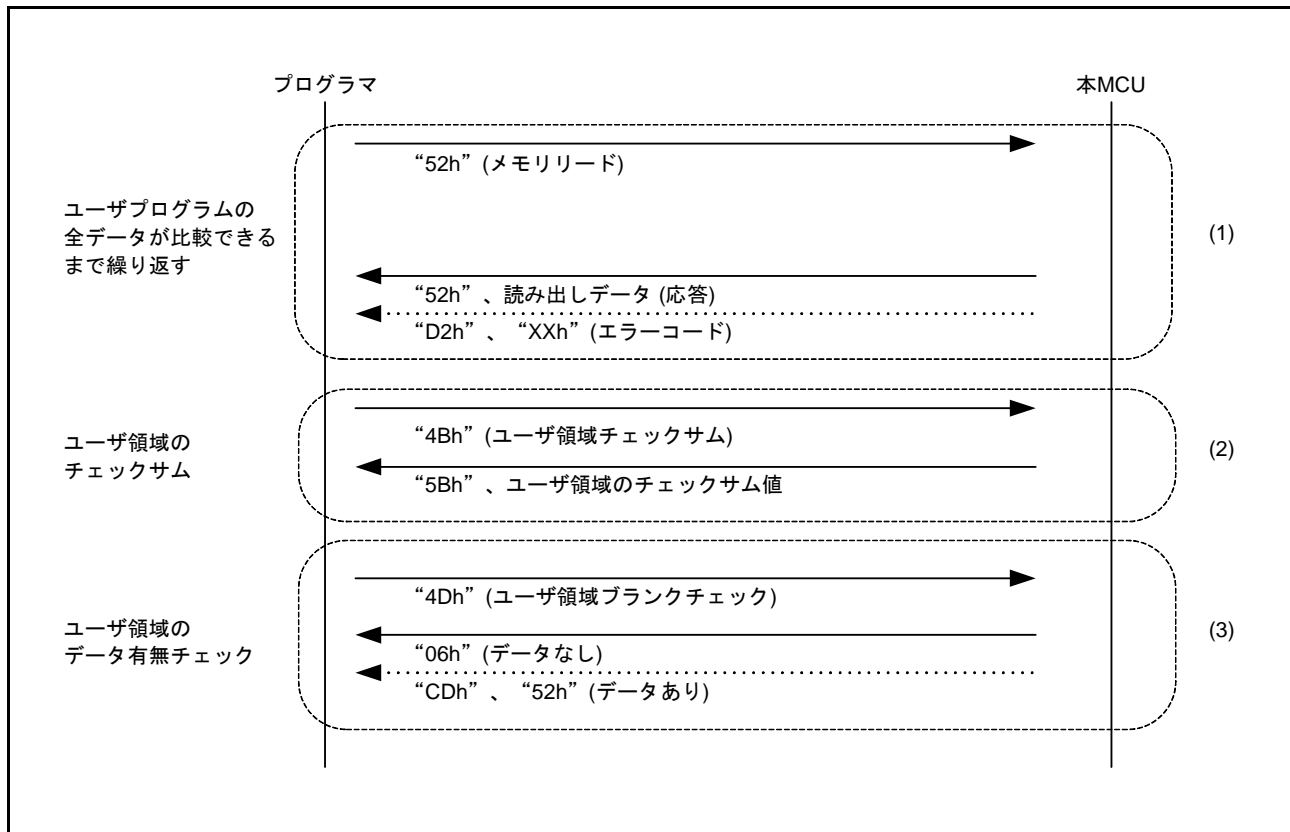 プログラマ
本MCU
“52h” (メモリリード)
ユーザプログラムの
全データが比較できる
まで繰り返す
(1)
“52h” 、読み出しデータ (応答)
“D2h” 、 “XXh” (エラーコード)
“4Bh” (ユーザ領域チェックサム)
ユーザ領域の
チェックサム
(2)
“5Bh” 、ユーザ領域のチェックサム値
“4Dh” (ユーザ領域ブランクチェック)
ユーザ領域の
データ有無チェック
(3)
“06h” (データなし)
“CDh” 、 “52h” (データあり)